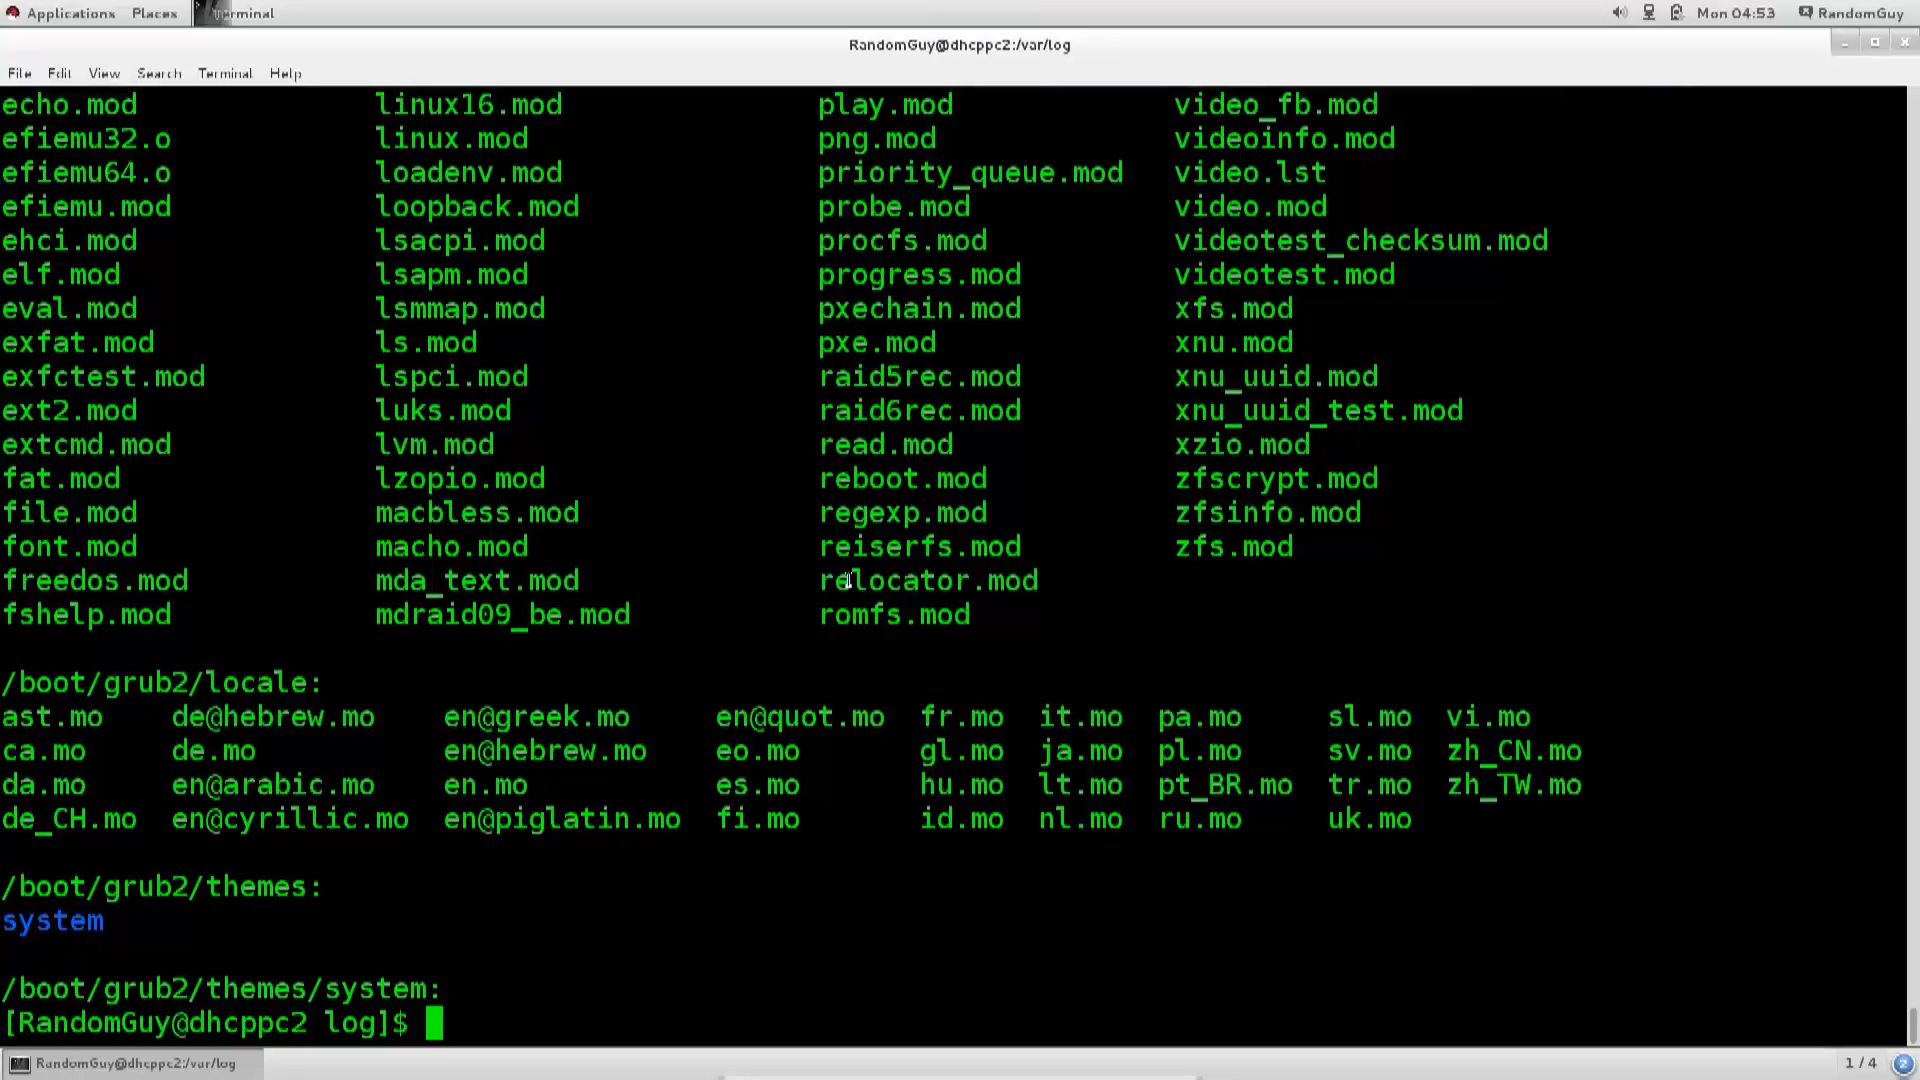 Applications Places Terminal Mon 04:53 RandomGuy
RandomGuy@dhcppc2:/var/log
File Edit View Search Terminal Help
echo.mod linux16.mod play.mod video_fb.mod
efiemu32.o linux.mod png.mod videoinfo.mod
efiemu64.o loadenv.mod priority_queue.mod video.lst
efiemu.mod loopback.mod probe.mod video.mod
ehci.mod lsacpi.mod procfs.mod videotest_checksum.mod
elf.mod lsapm.mod progress.mod videotest.mod
eval.mod lsmmap.mod pxechain.mod xfs.mod
exfat.mod ls.mod pxe.mod xnu.mod
exfctest.mod lspci.mod raid5rec.mod xnu_uuid.mod
ext2.mod luks.mod raid6rec.mod xnu_uuid_test.mod
extcmd.mod lvm.mod read.mod xzio.mod
fat.mod lzopio.mod reboot.mod zfscrypt.mod
file.mod macbless.mod regexp.mod zfsinfo.mod
font.mod macho.mod reiserfs.mod zfs.mod
freedos.mod mda_text.mod relocator.mod
fshelp.mod mdraid09_be.mod romfs.mod
/boot/grub2/locale:
ast.mo de@hebrew.mo en@greek.mo en@quot.mo fr.mo it.mo pa.mo sl.mo vi.mo
ca.mo de.mo en@hebrew.mo eo.mo gl.mo ja.mo pl.mo sv.mo zh_CN.mo
da.mo en@arabic.mo en.mo es.mo hu.mo lt.mo pt_BR.mo tr.mo zh_TW.mo
de_CH.mo en@cyrillic.mo en@piglatin.mo fi.mo id.mo nl.mo ru.mo uk.mo
/boot/grub2/themes:
system
/boot/grub2/themes/system:
[RandomGuy@dhcppc2 log]$
RandomGuy@dhcppc2:/var/log 1 / 4 2